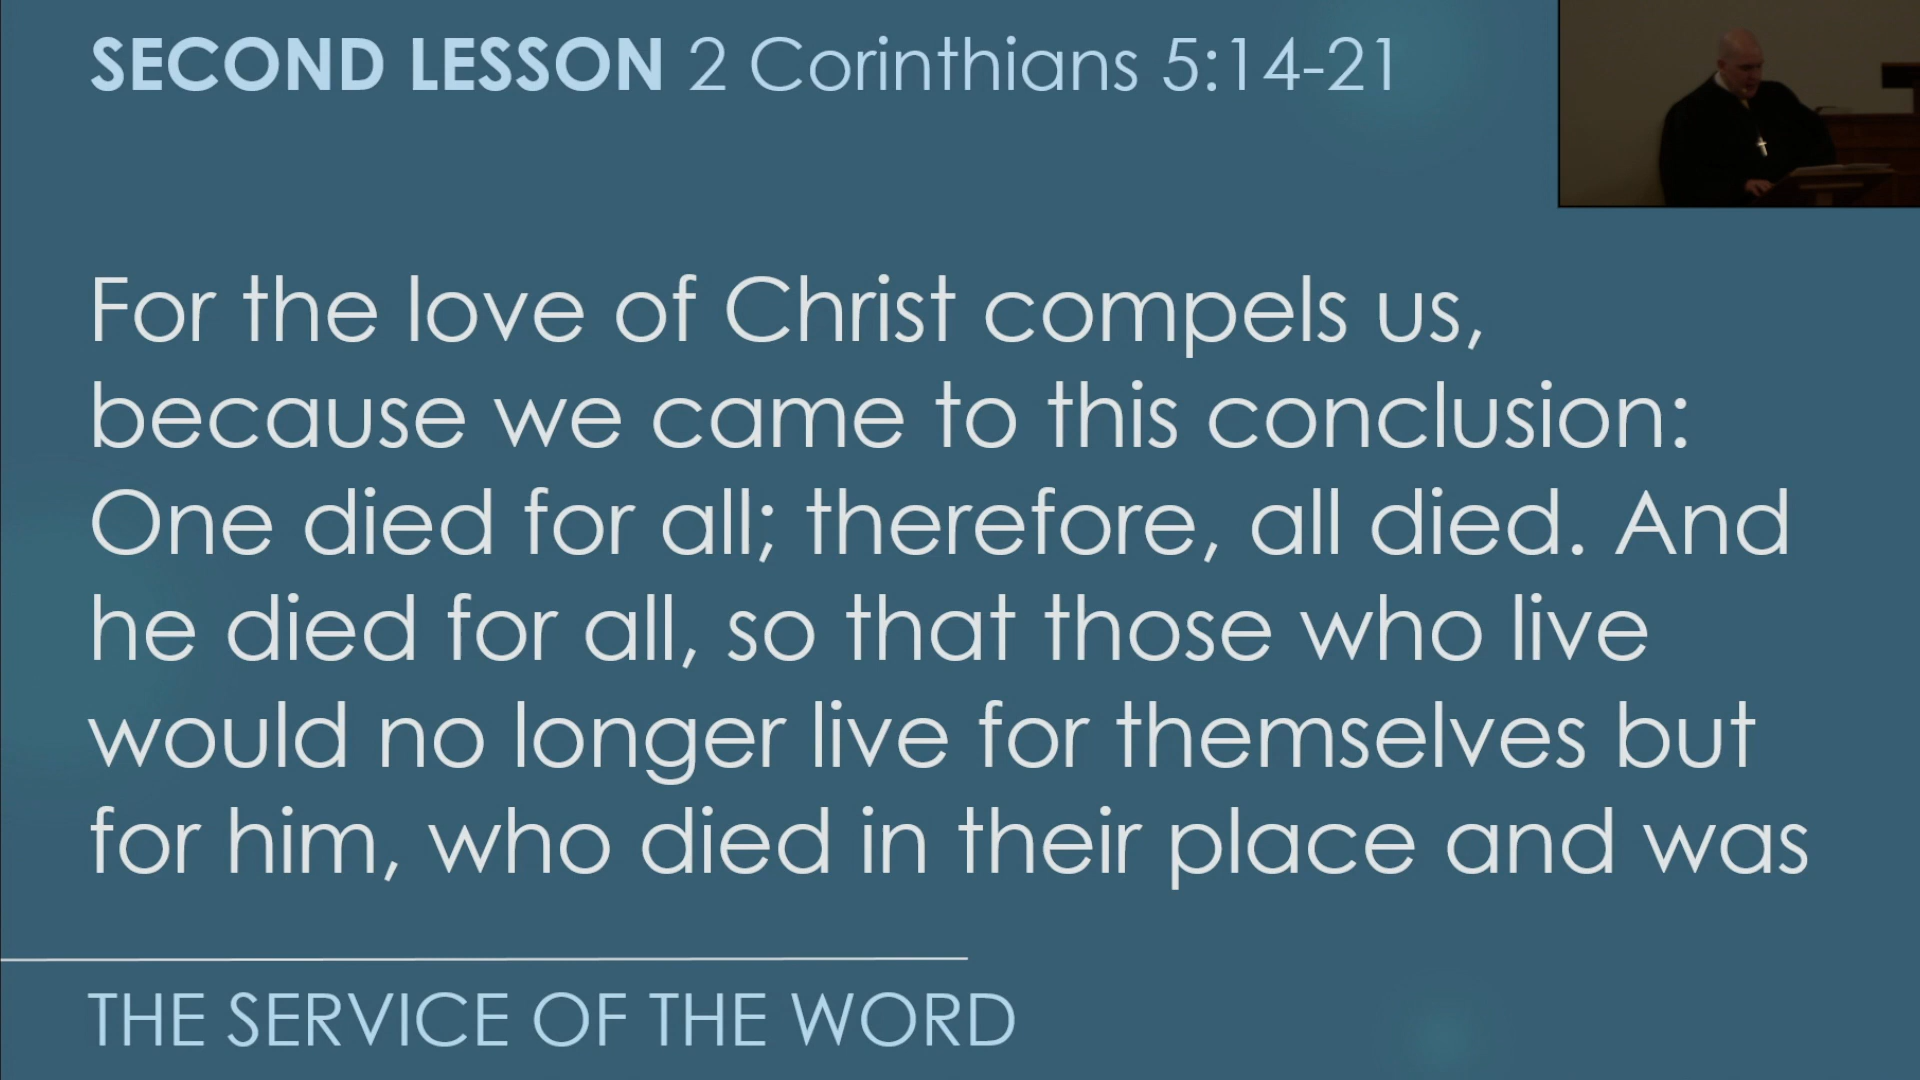 SECOND LESSON 2 Corinthians 5:14-21
For the love of Christ compels us,
because we came to this conclusion:
One died for all; therefore, all died. And
he died for all, so that those who live
would no longer live for themselves but
for him, who died in their place and was
THE SERVICE OF THE WORD